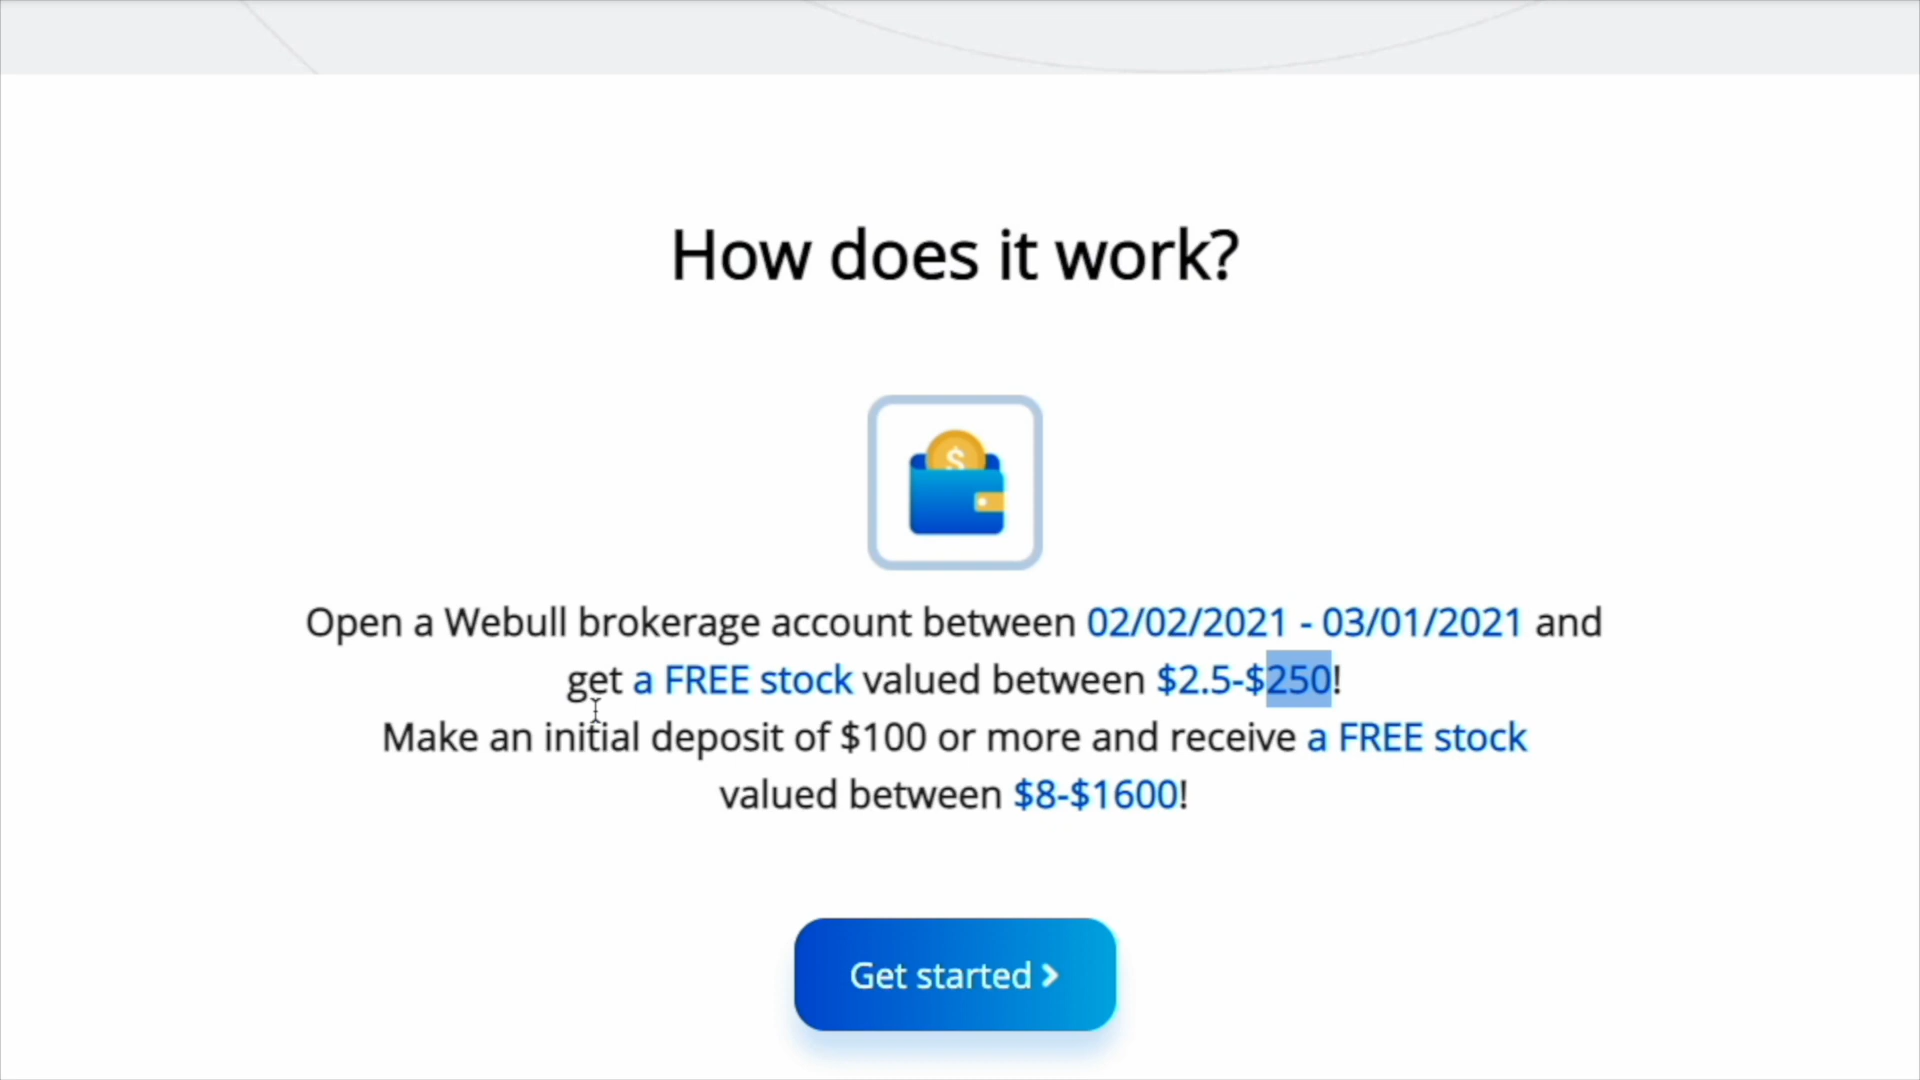 How does it work?
$
Open a Webull brokerage account between 02/02/2021 - 03/01/2021 and
get a FREE stock valued between $2.5-$250!
Make an initial deposit of $100 or more and receive a FREE stock
valued between $8-$1600!
Get started >